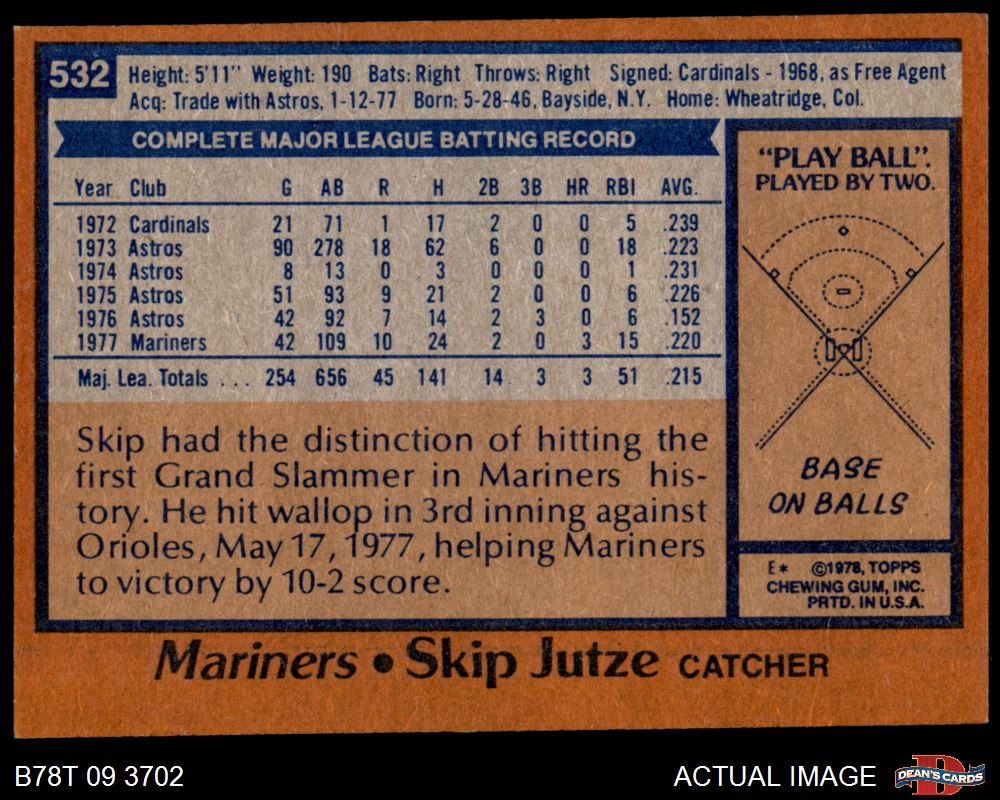 532
Height: 5'11" Weight: 190 Bats: Right Throws: Right Signed: Cardinals - 1968, as Free Agent
Acq: Trade with Astros, 1-12-77 Born: 5-28-46, Bayside, N.Y. Home: Wheatridge, Col.
COMPLETE MAJOR LEAGUE BATTING RECORD
Year Club G AB R H 2B 3B HR RBI AVG.
1972 Cardinals 21 71 1 17 2 0 0 5 .239
1973 Astros 90 278 18 62 6 0 0 18 .223
1974 Astros 8 13 0 3 0 0 0 1 .231
1975 Astros 51 93 9 21 2 0 0 6 .226
1976 Astros 42 92 7 14 2 3 0 6 .152
1977 Mariners 42 109 10 24 2 0 3 15 .220
Maj. Lea. Totals ... 254 656 45 141 14 3 3 51 .215
Skip had the distinction of hitting the
first Grand Slammer in Mariners his-
tory. He hit wallop in 3rd inning against
Orioles, May 17, 1977, helping Mariners
to victory by 10-2 score.
"PLAY BALL".
PLAYED BY TWO.
BASE
ON BALLS
E* ©1978, TOPPS
CHEWING GUM, INC.
PRTD. IN U.S.A.
Mariners • Skip Jutze CATCHER
B78T 09 3702
ACTUAL IMAGE
D
DEAN'S CARDS